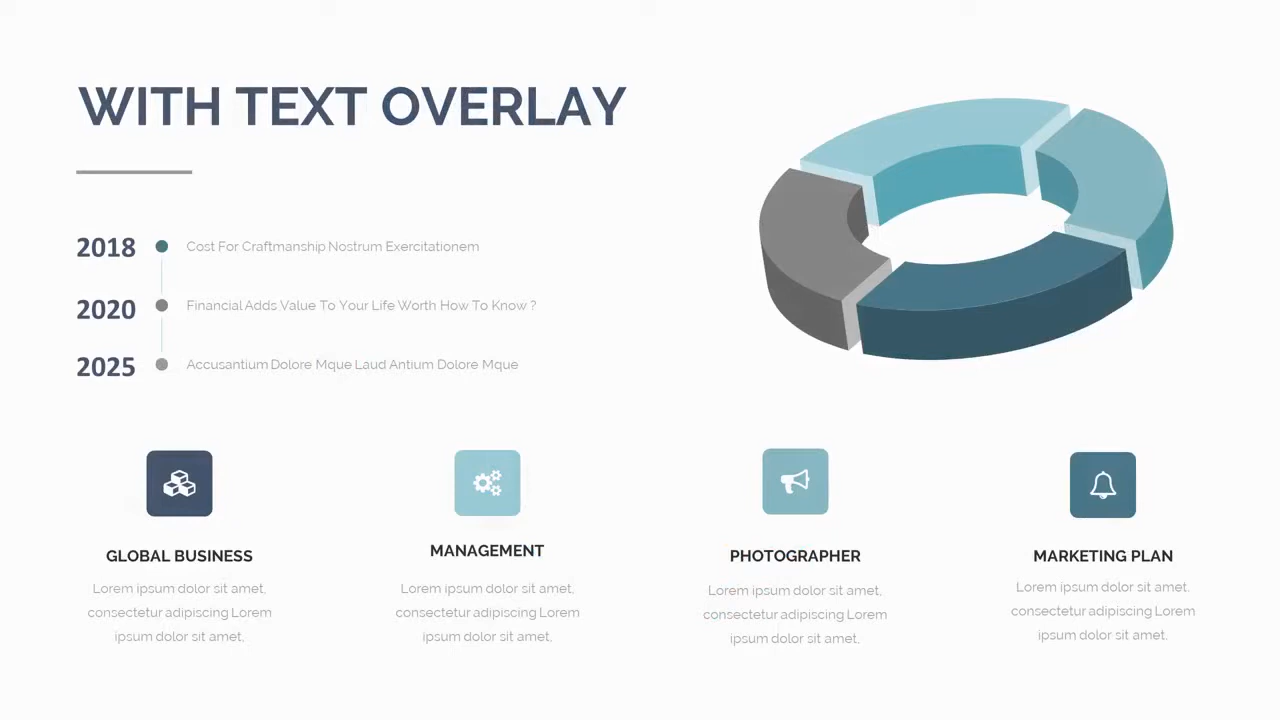 WITH TEXT OVERLAY
2018 Cost For Craftmanship Nostrum Exercitationem
2020 Financial Adds Value To Your Life Worth How To Know ?
2025 Accusantium Dolore Mque Laud Antium Dolore Mque
GLOBAL BUSINESS
Lorem ipsum dolor sit amet,
consectetur adipiscing Lorem
ipsum dolor sit amet,
MANAGEMENT
Lorem ipsum dolor sit amet,
consectetur adipiscing Lorem
ipsum dolor sit amet,
PHOTOGRAPHER
Lorem ipsum dolor sit amet,
consectetur adipiscing Lorem
ipsum dolor sit amet,
MARKETING PLAN
Lorem ipsum dolor sit amet,
consectetur adipiscing Lorem
ipsum dolor sit amet,